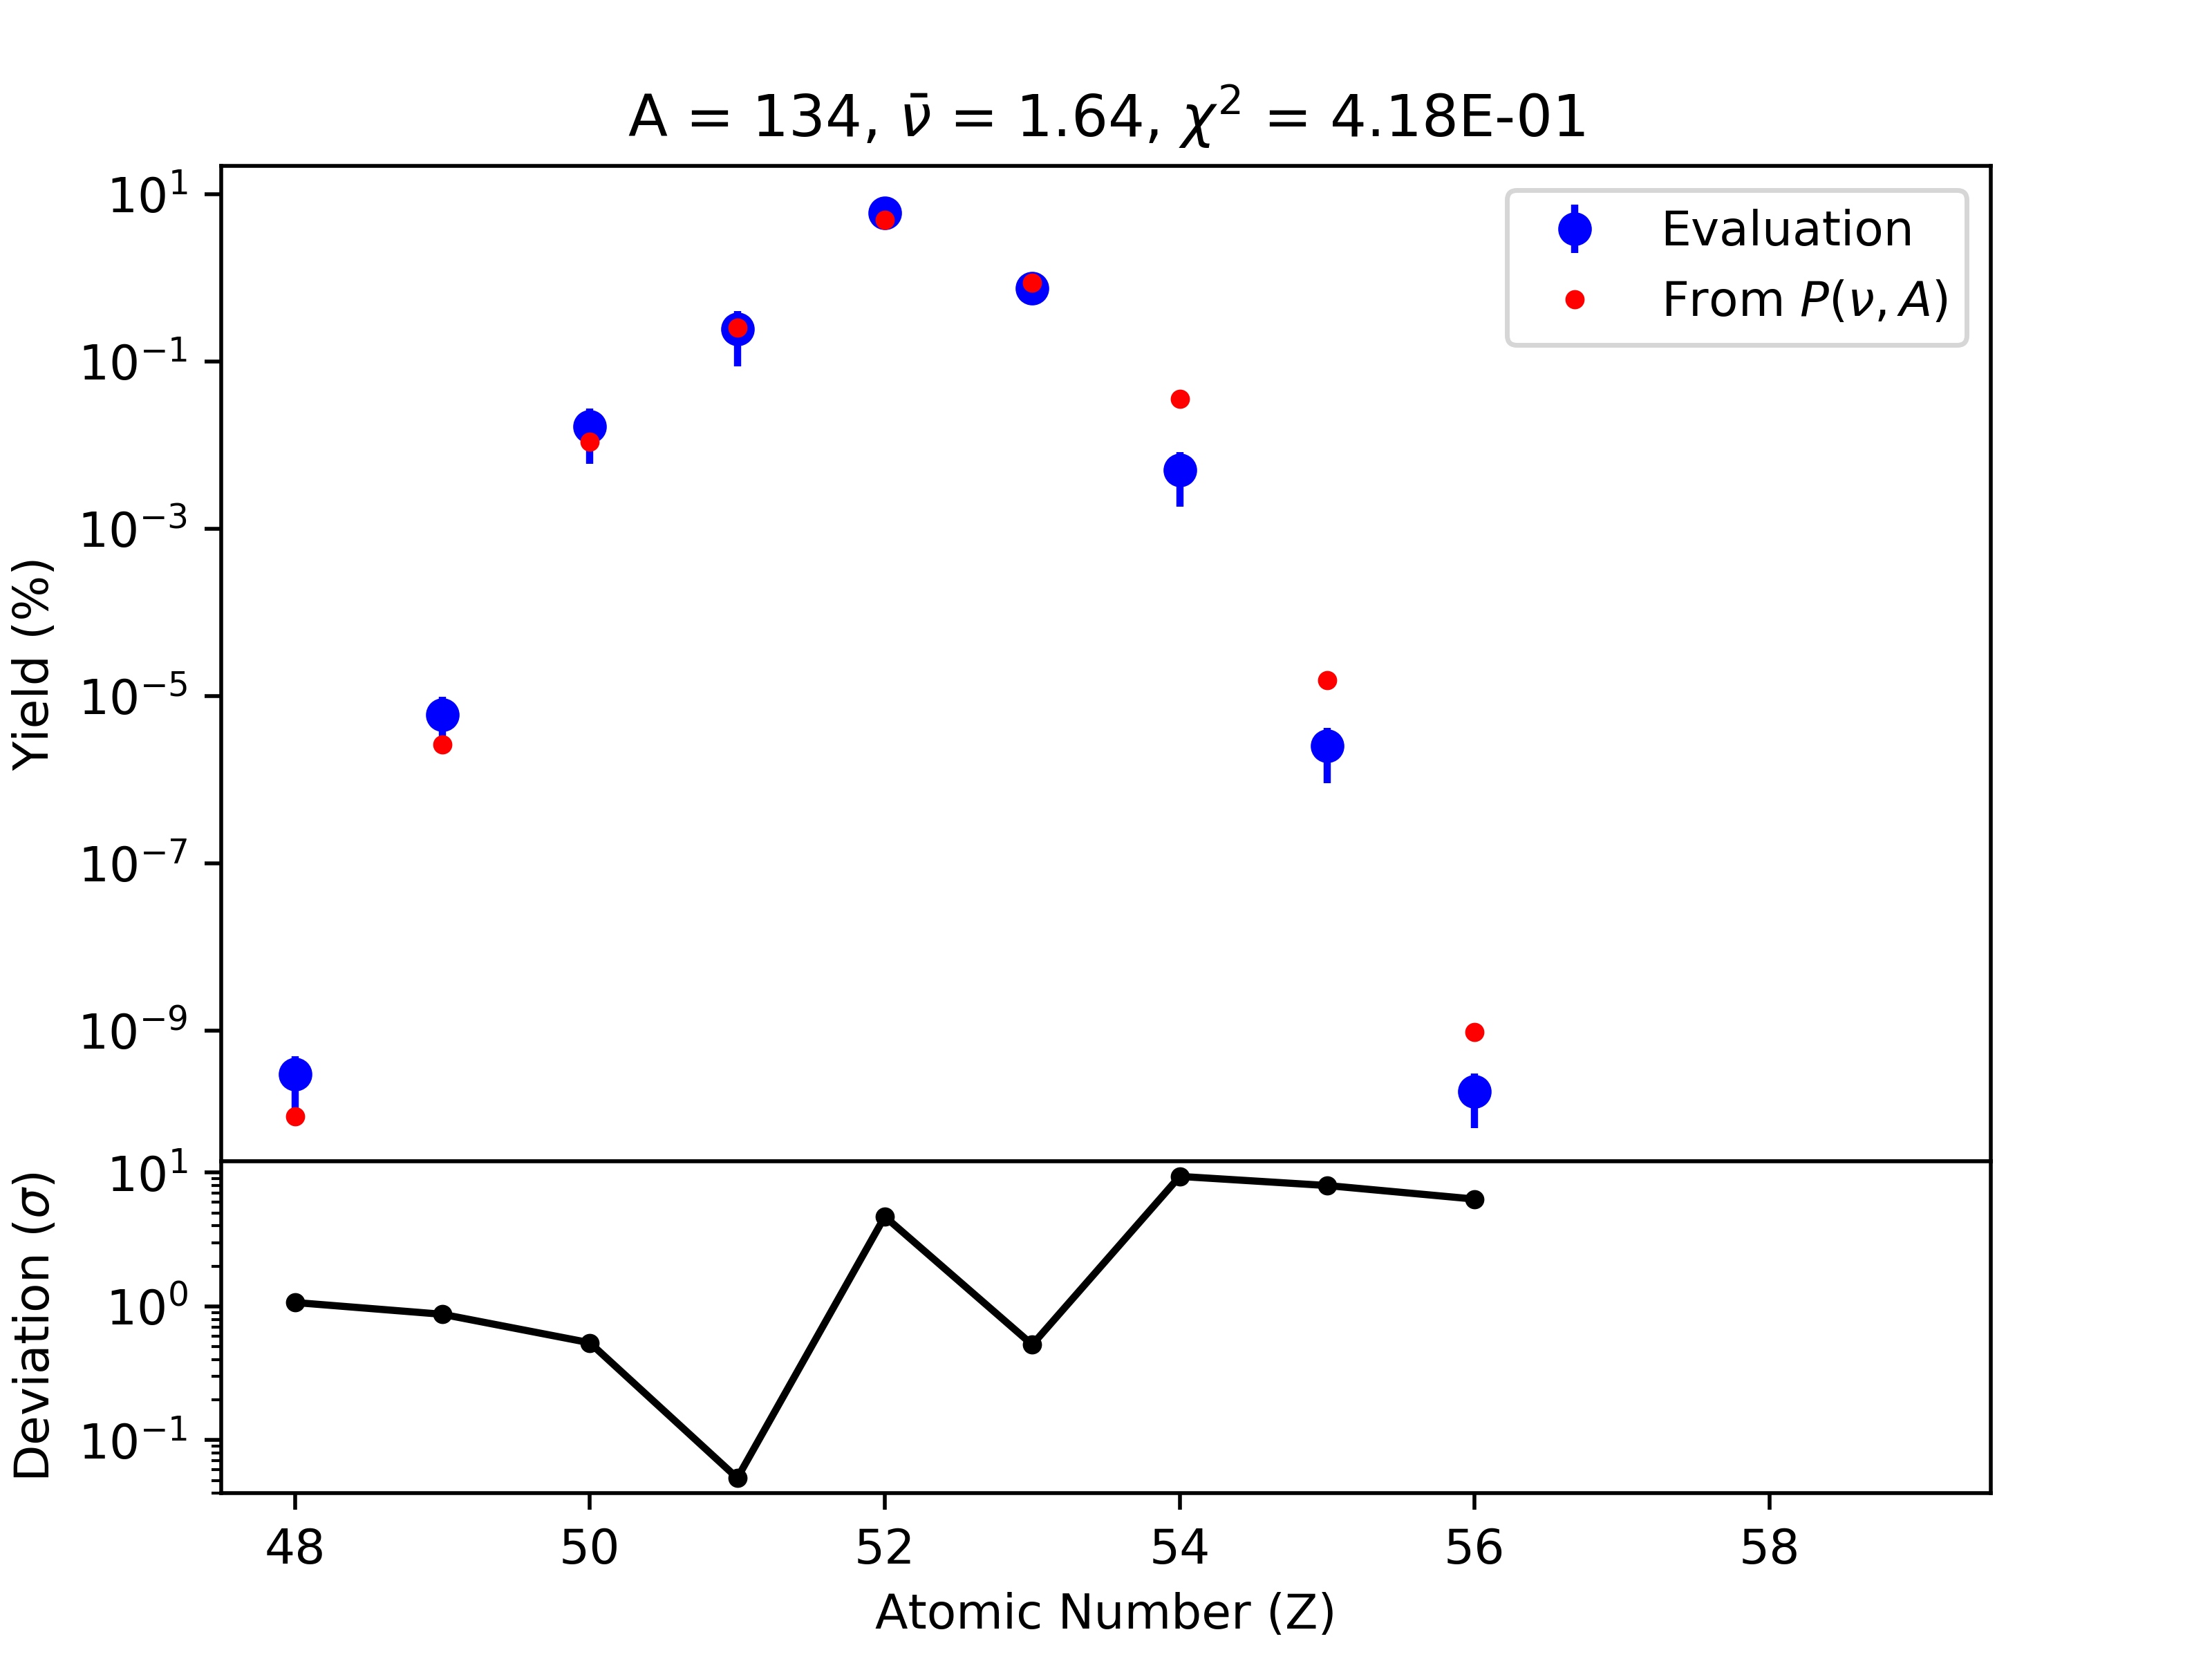 A = 134, ν̄ = 1.64, χ² = 4.18E-01
Evaluation
From P(ν, A)
Yield (%)
10¹
10⁻¹
10⁻³
10⁻⁵
10⁻⁷
10⁻⁹
Deviation (σ)
10¹
10⁰
10⁻¹
48 50 52 54 56 58
Atomic Number (Z)